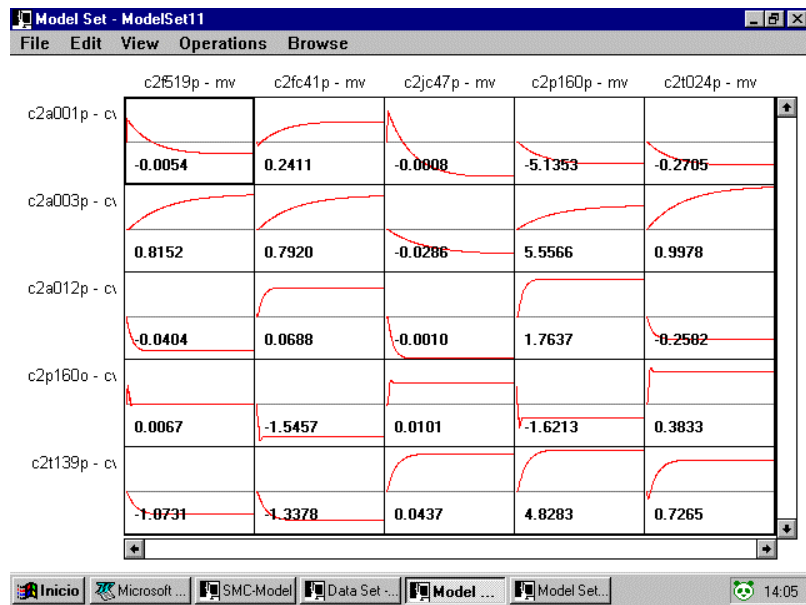 Model Set - ModelSet11
File Edit View Operations Browse
c2f519p - mv c2fc41p - mv c2jc47p - mv c2p160p - mv c2t024p - mv
c2a001p - cv
-0.0054 0.2411 -0.0008 -5.1353 -0.2705
c2a003p - cv
0.8152 0.7920 -0.0286 5.5566 0.9978
c2a012p - cv
-0.0404 0.0688 -0.0010 1.7637 -0.2582
c2p160o - cv
0.0067 -1.5457 0.0101 -1.6213 0.3833
c2t139p - cv
-1.0731 -1.3378 0.0437 4.8283 0.7265
Inicio Microsoft ... SMC-Model Data Set -... Model ... Model Set... 14:05